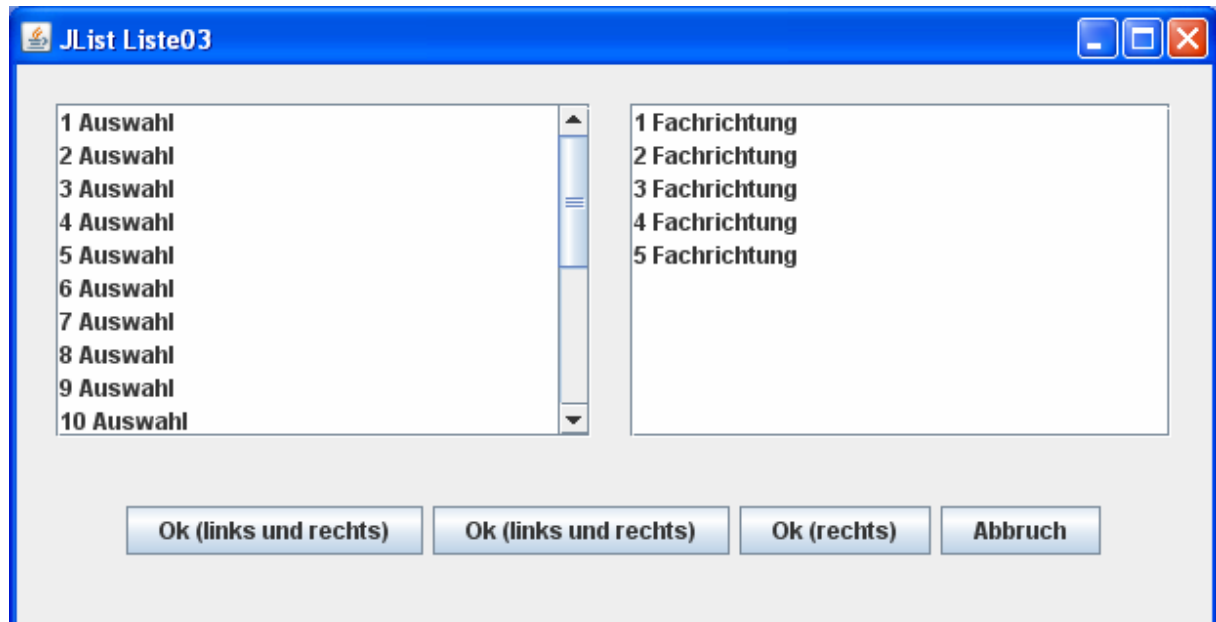 JList Liste03
1 Auswahl
2 Auswahl
3 Auswahl
4 Auswahl
5 Auswahl
6 Auswahl
7 Auswahl
8 Auswahl
9 Auswahl
10 Auswahl
1 Fachrichtung
2 Fachrichtung
3 Fachrichtung
4 Fachrichtung
5 Fachrichtung
Ok (links und rechts) Ok (links und rechts) Ok (rechts) Abbruch